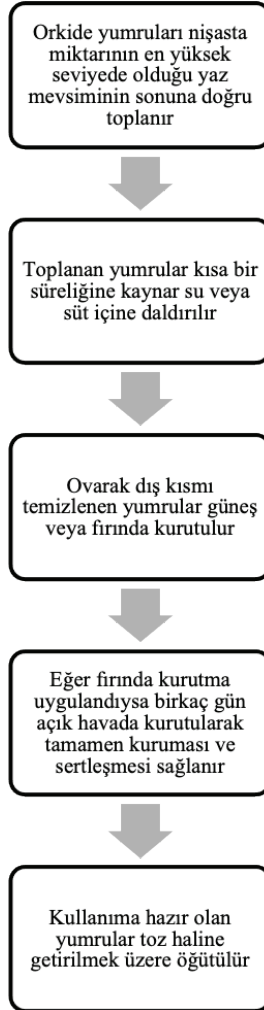 Orkide yumruları nişasta
miktarının en yüksek
seviyede olduğu yaz
mevsiminin sonuna doğru
toplanır
Toplanan yumrular kısa bir
süreliğine kaynar su veya
süt içine daldırılır
Ovarak dış kısmı
temizlenen yumrular güneş
veya fırında kurutulur
Eğer fırında kurutma
uygulandıysa birkaç gün
açık havada kurutularak
tamamen kuruması ve
sertleşmesi sağlanır
Kullanıma hazır olan
yumrular toz haline
getirilmek üzere öğütülür